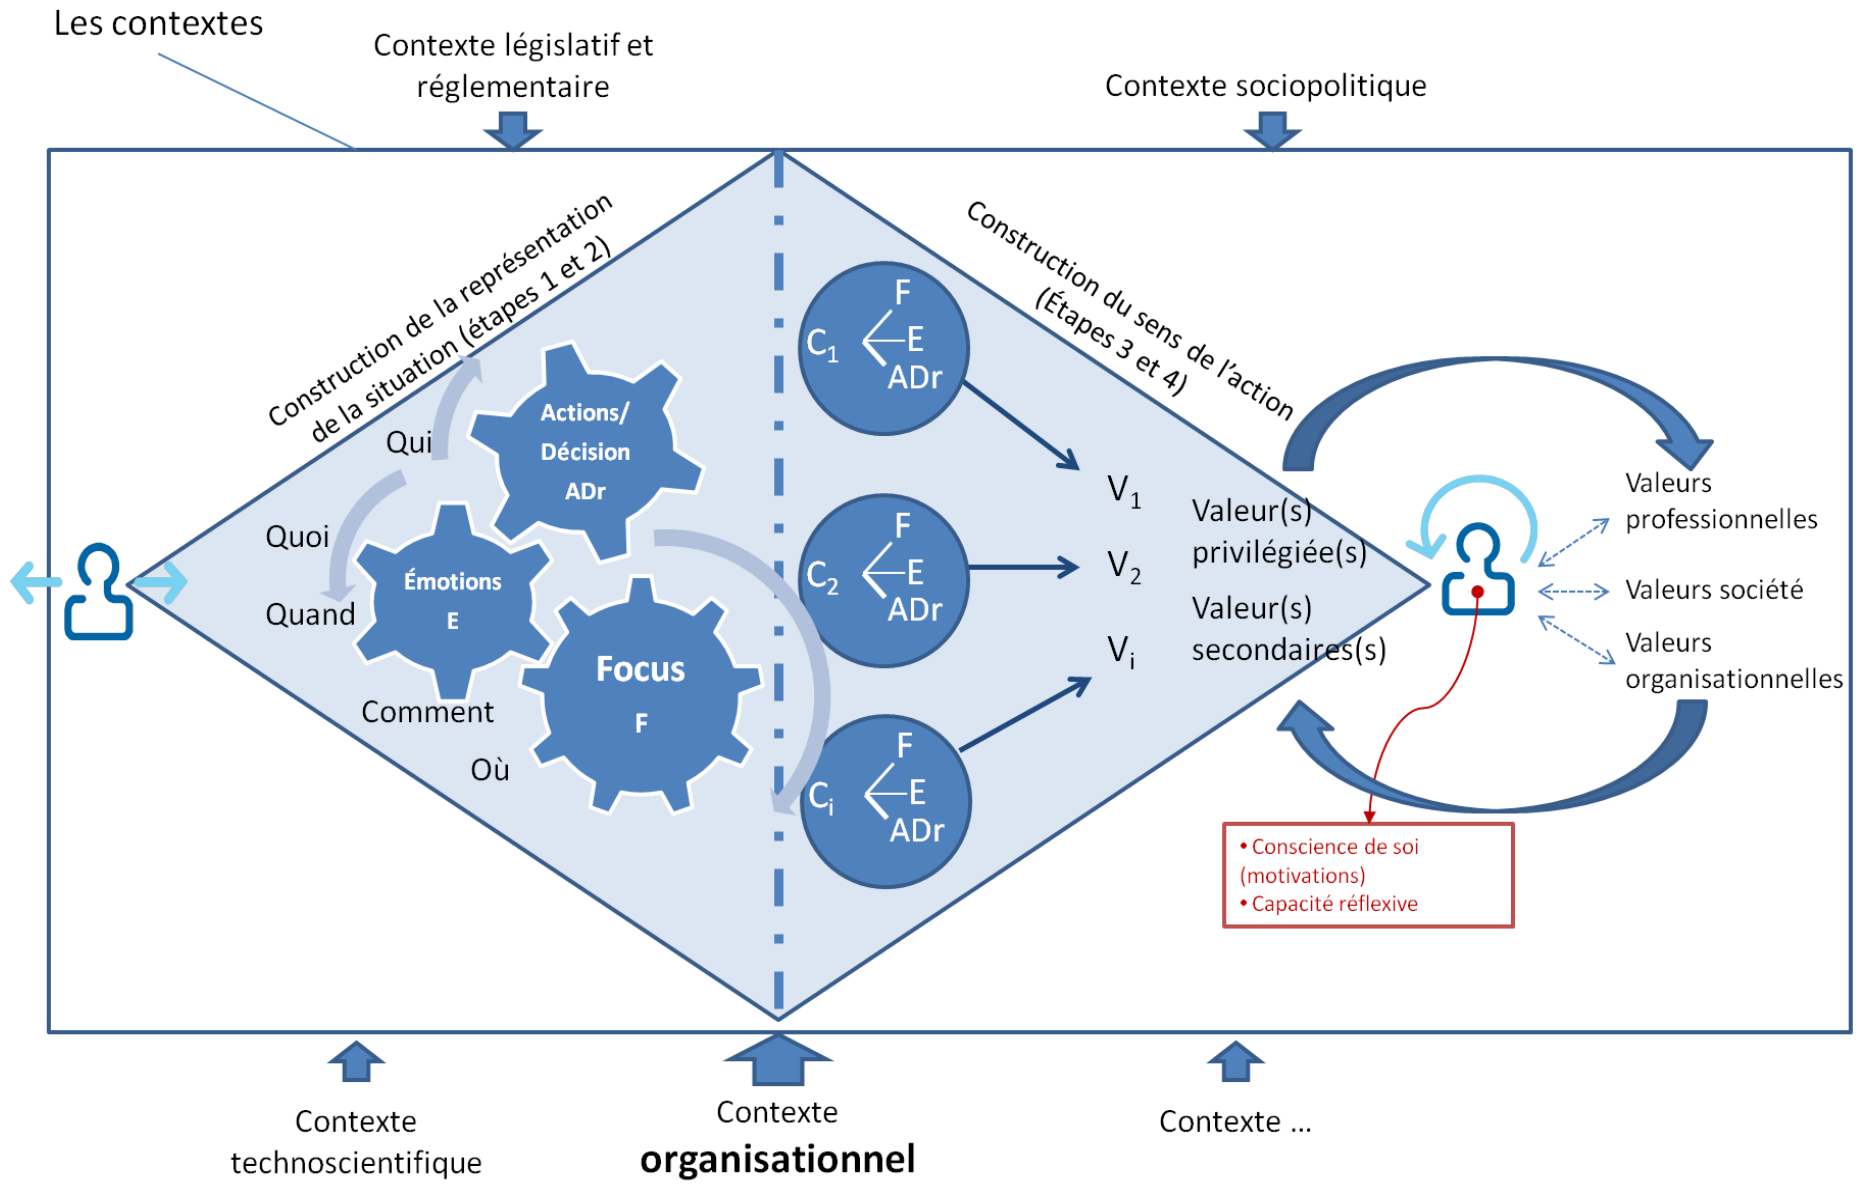 Les contextes
Contexte législatif et
réglementaire
Contexte sociopolitique
Construction de la représentation
de la situation (étapes 1 et 2)
Construction du sens de l'action
(Étapes 3 et 4)
Qui
Quoi
Quand
Comment
Où
Actions/
Décision
ADr
Émotions
E
Focus
F
C1
F
E
ADr
C2
F
E
ADr
Ci
F
E
ADr
V1
V2
Vi
Valeur(s)
privilégiée(s)
Valeur(s)
secondaires(s)
Valeurs
professionnelles
Valeurs société
Valeurs
organisationnelles
• Conscience de soi
(motivations)
• Capacité réflexive
Contexte
technoscientifique
Contexte
organisationnel
Contexte ...